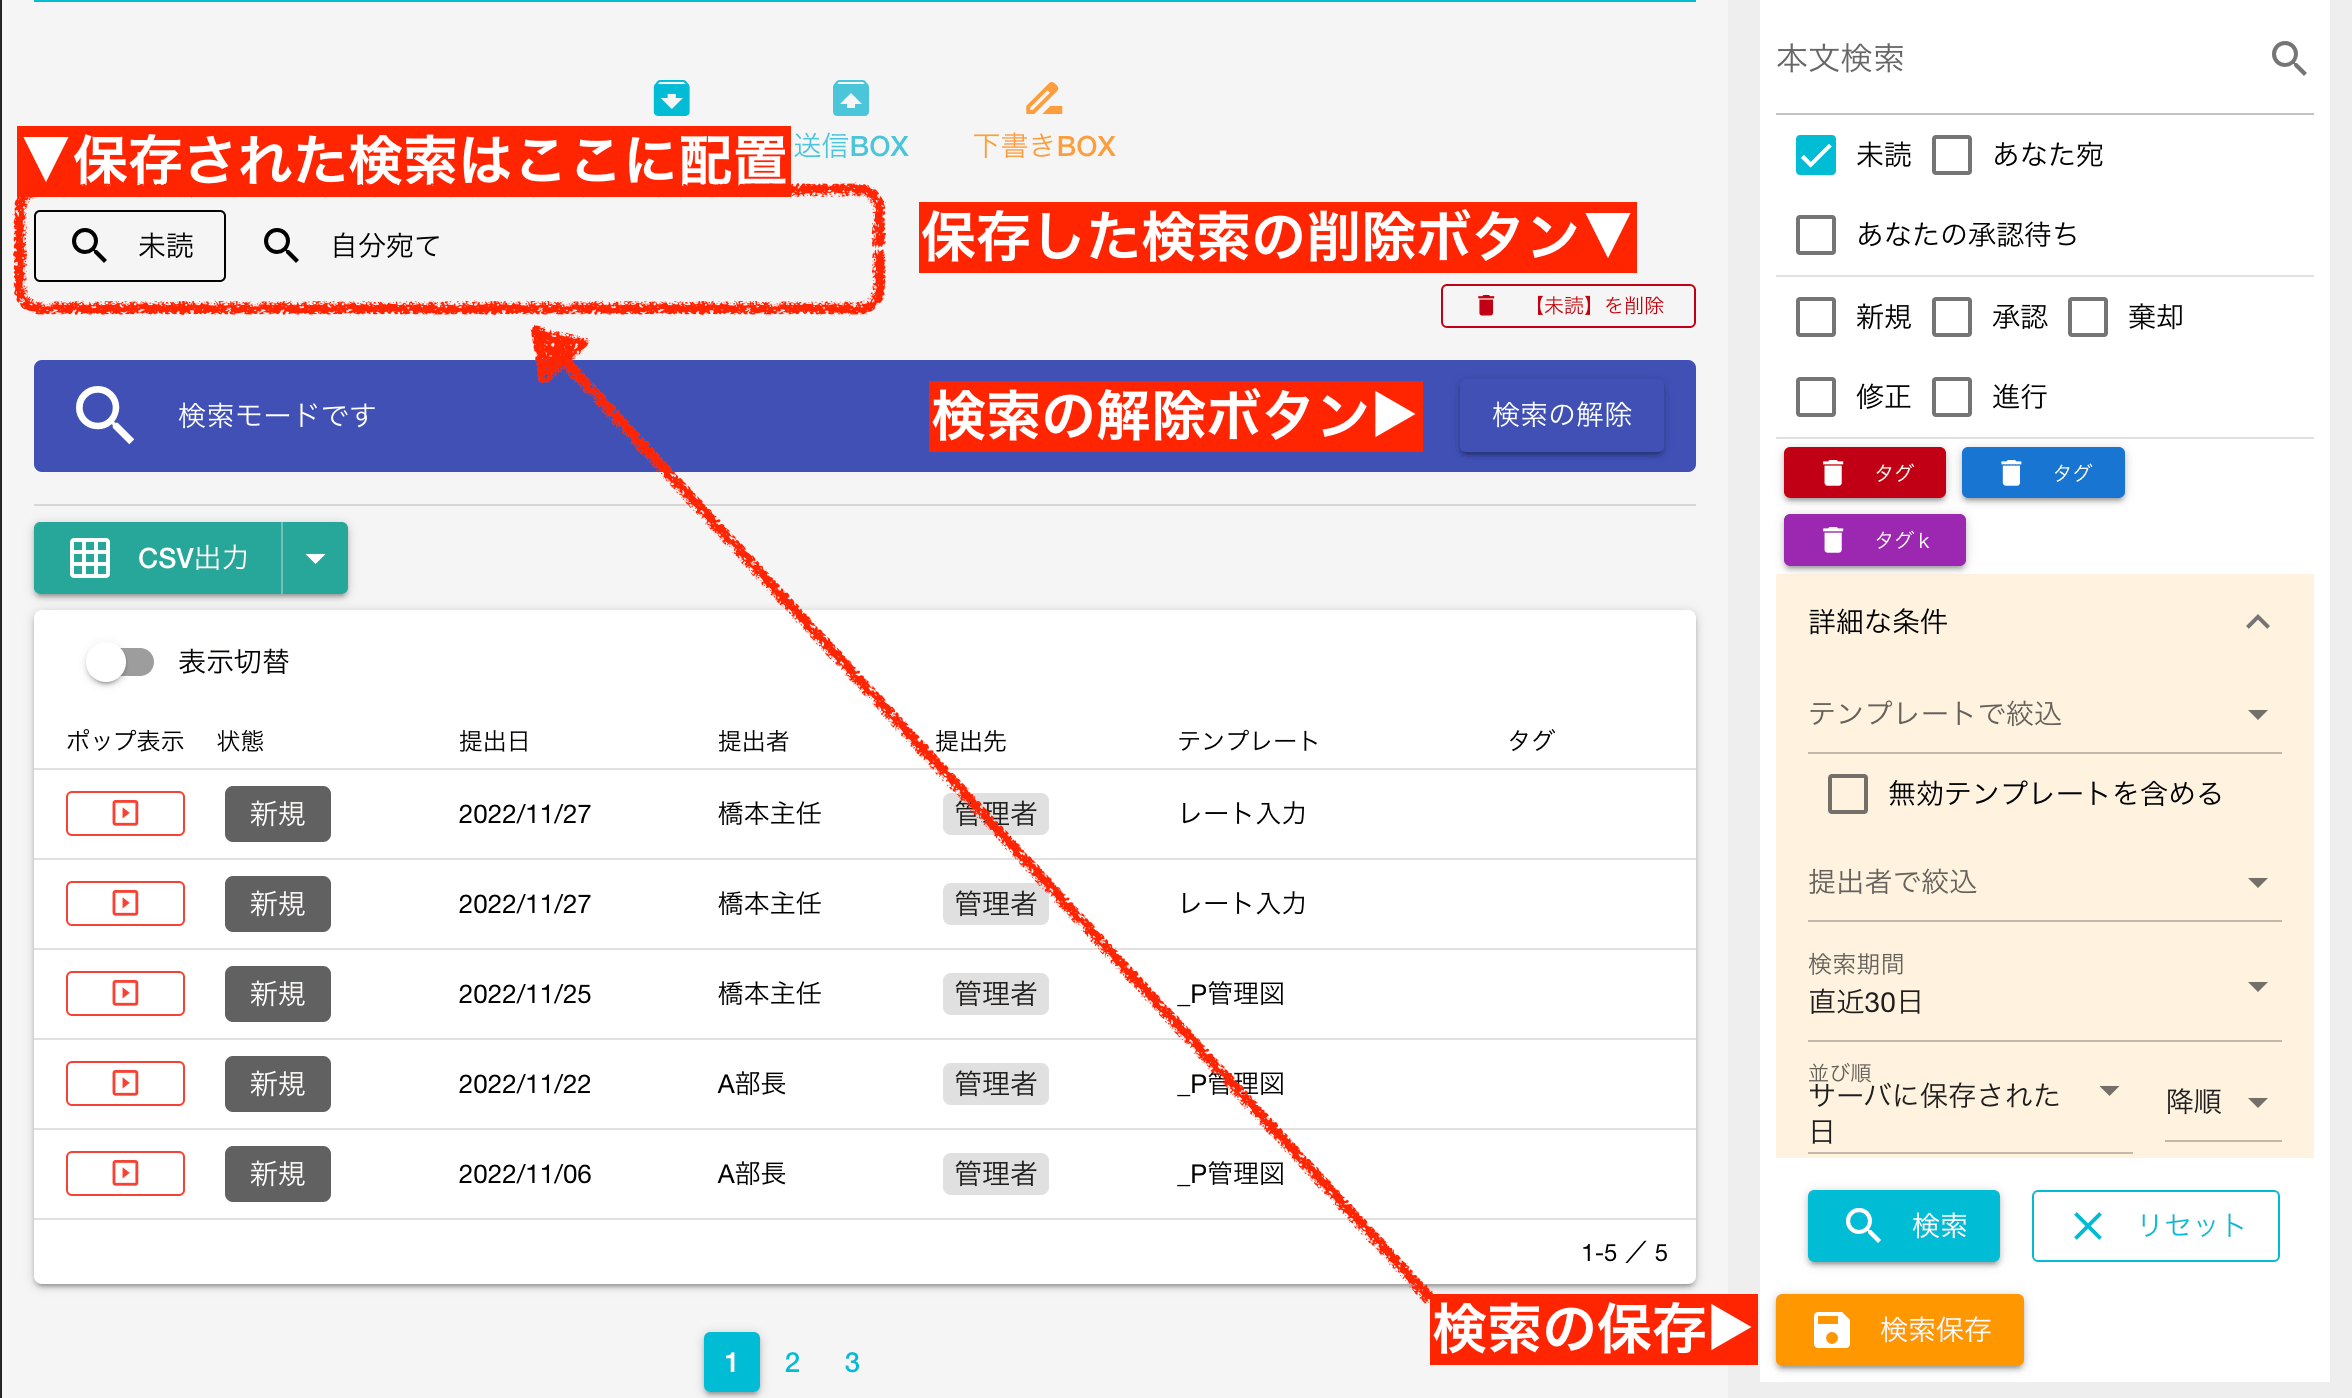 ▼保存された検索はここに配置
送信BOX
下書きBOX
未読
自分宛て
保存した検索の削除ボタン▼
【未読】を削除
検索モードです
検索の解除ボタン▶
検索の解除
CSV出力
表示切替
ポップ表示 状態 提出日 提出者 提出先 テンプレート タグ
新規 2022/11/27 橋本主任 管理者 レート入力
新規 2022/11/27 橋本主任 管理者 レート入力
新規 2022/11/25 橋本主任 管理者 _P管理図
新規 2022/11/22 A部長 管理者 _P管理図
新規 2022/11/06 A部長 管理者 _P管理図
1-5 ／ 5
検索の保存▶
1 2 3
本文検索
未読 あなた宛
あなたの承認待ち
新規 承認 棄却
修正 進行
タグ タグ
タグk
詳細な条件
テンプレートで絞込
無効テンプレートを含める
提出者で絞込
検索期間
直近30日
並び順
サーバに保存された
日
降順
検索 リセット
検索保存